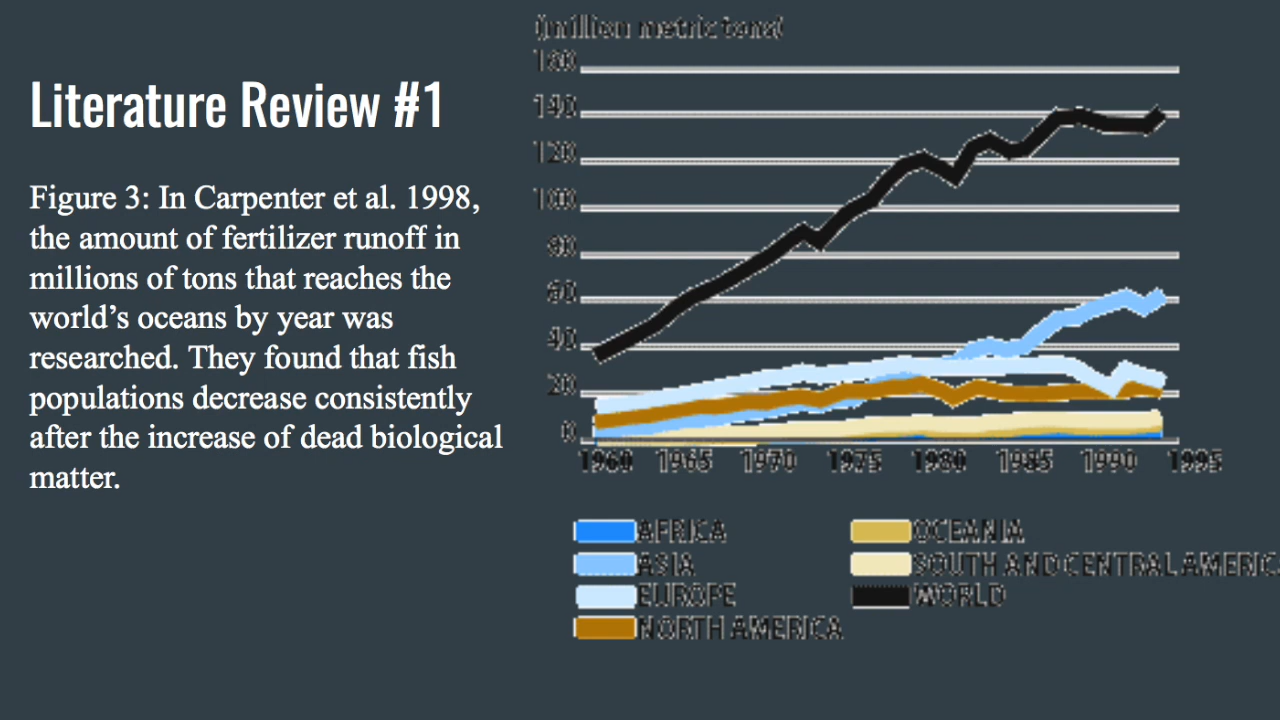 Literature Review #1
Figure 3: In Carpenter et al. 1998,
the amount of fertilizer runoff in
millions of tons that reaches the
world’s oceans by year was
researched. They found that fish
populations decrease consistently
after the increase of dead biological
matter.
(million metric tons)
160
140
120
100
80
60
40
20
0
1960 1965 1970 1975 1980 1985 1990 1995
AFRICA
ASIA
EUROPE
NORTH AMERICA
OCEANIA
SOUTH AND CENTRAL AMERIC
WORLD